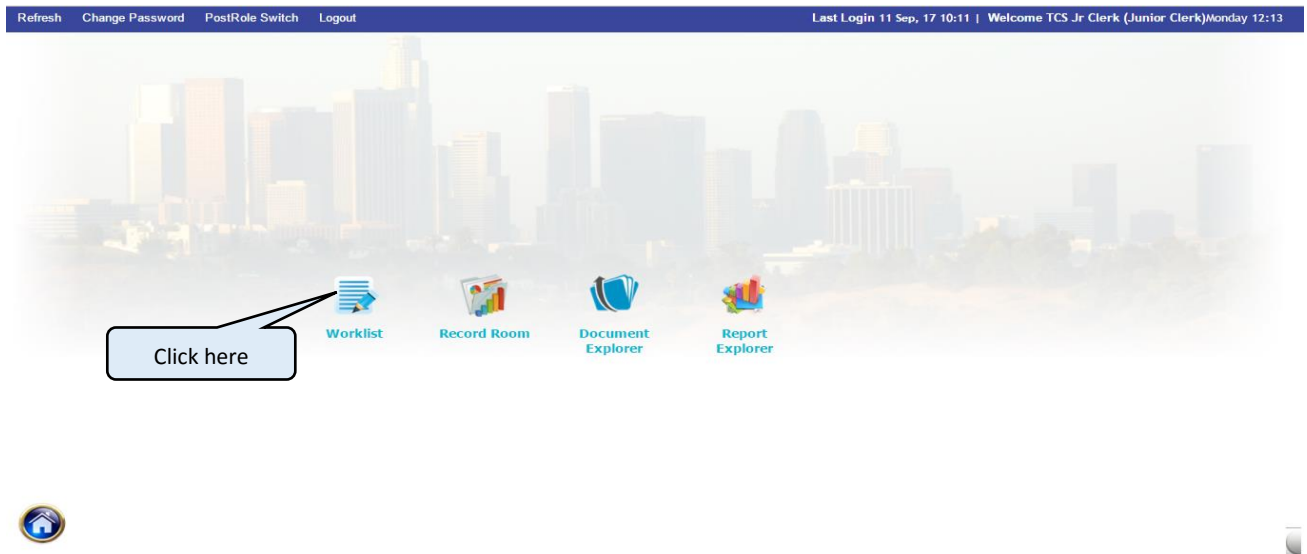 Refresh Change Password PostRole Switch Logout Last Login 11 Sep, 17 10:11 | Welcome TCS Jr Clerk (Junior Clerk)Monday 12:13
Click here
Worklist
Record Room
Document
Explorer
Report
Explorer